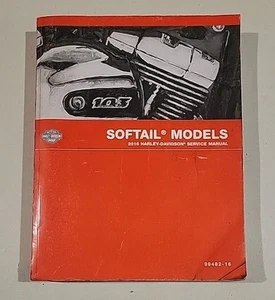 103
SOFTAIL® MODELS
2016 HARLEY-DAVIDSON® SERVICE MANUAL
99482-16